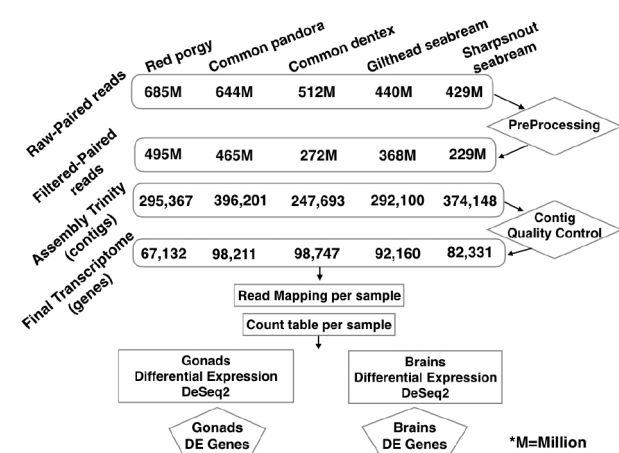 Red porgy
Common pandora
Common dentex
Gilthead seabream
Sharpsnout
seabream
Raw-Paired reads
685M 644M 512M 440M 429M
PreProcessing
Filtered-Paired
reads
495M 465M 272M 368M 229M
Assembly Trinity
(contigs)
295,367 396,201 247,693 292,100 374,148
Contig
Quality Control
Final Transcriptome
(genes)
67,132 98,211 98,747 92,160 82,331
Read Mapping per sample
Count table per sample
Gonads
Differential Expression
DeSeq2
Brains
Differential Expression
DeSeq2
Gonads
DE Genes
Brains
DE Genes
*M=Million